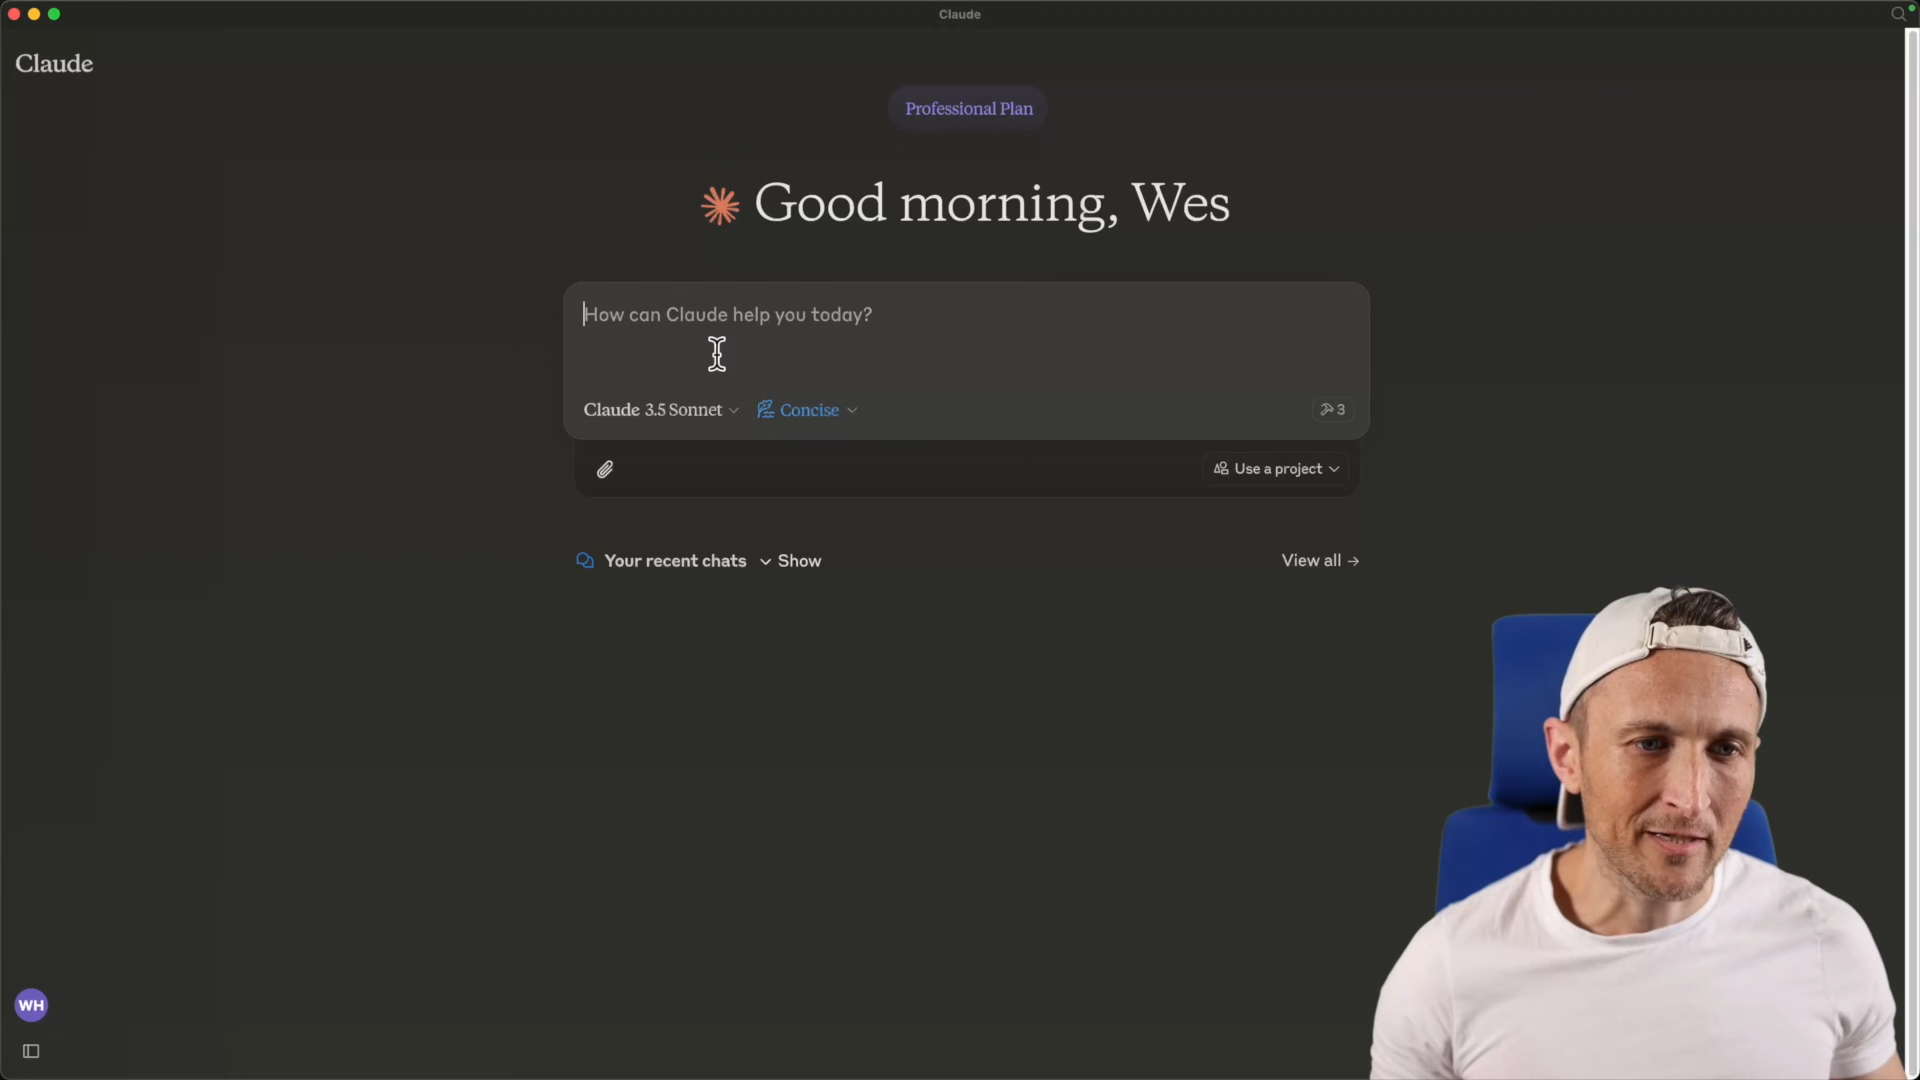 Claude
Claude
Professional Plan
Good morning, Wes
How can Claude help you today?
Claude 3.5 Sonnet
Concise
3
Use a project
Your recent chats
Show
View all →
WH